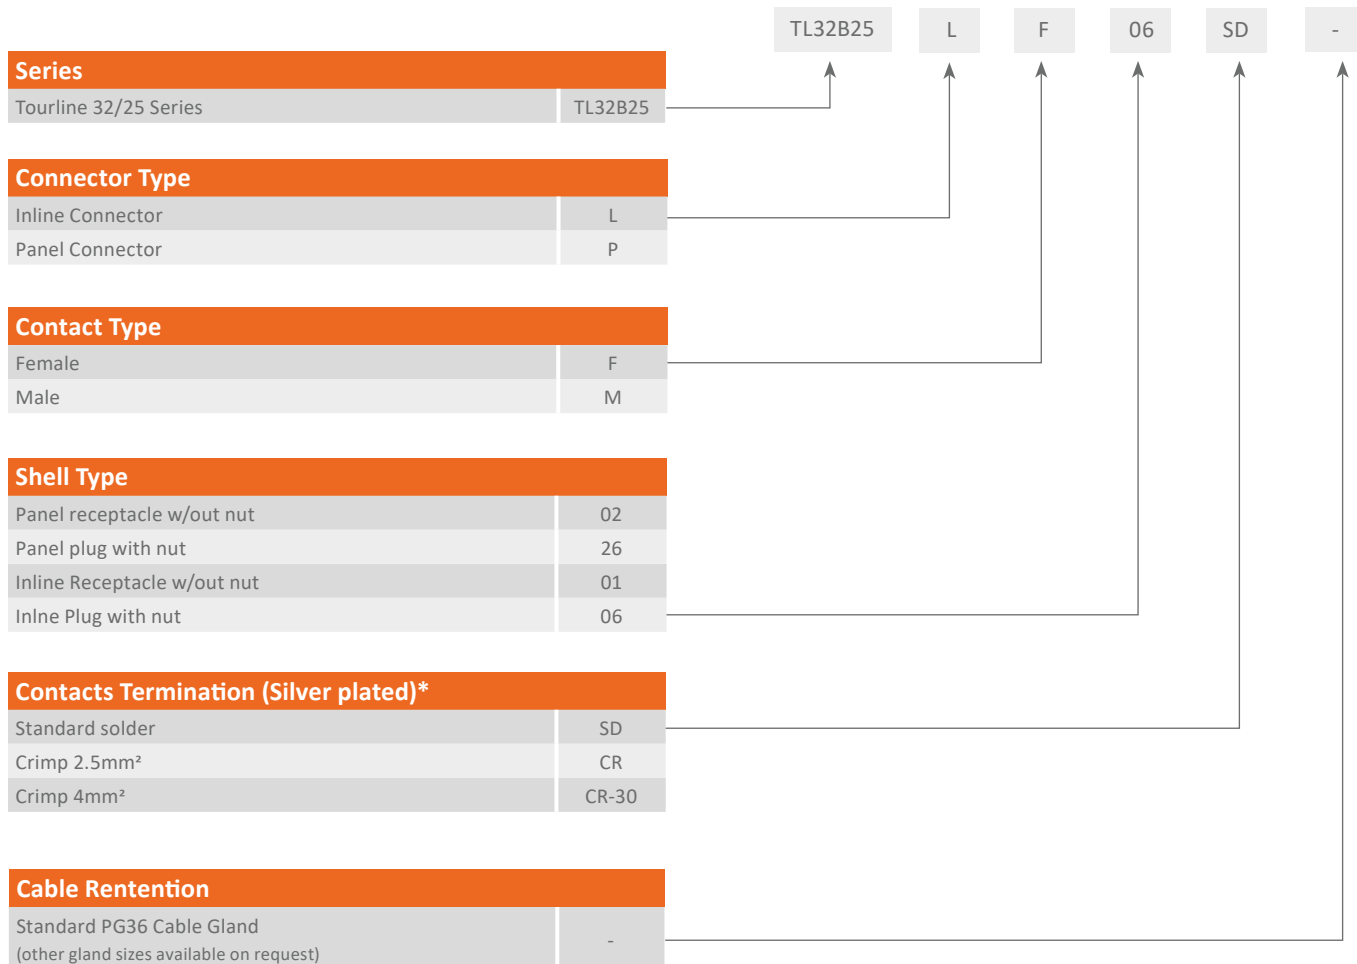 TL32B25 L F 06 SD -
Series
Tourline 32/25 Series TL32B25
Connector Type
Inline Connector L
Panel Connector P
Contact Type
Female F
Male M
Shell Type
Panel receptacle w/out nut 02
Panel plug with nut 26
Inline Receptacle w/out nut 01
Inlne Plug with nut 06
Contacts Termination (Silver plated)*
Standard solder SD
Crimp 2.5mm² CR
Crimp 4mm² CR-30
Cable Rentention
Standard PG36 Cable Gland
(other gland sizes available on request) -